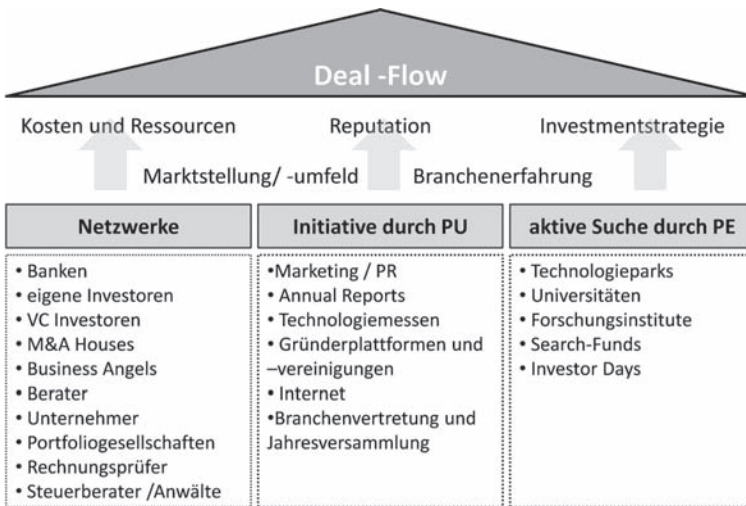 Deal -Flow
Kosten und Ressourcen
Reputation
Investmentstrategie
Marktstellung/ -umfeld
Branchenerfahrung
Netzwerke
• Banken
• eigene Investoren
• VC Investoren
• M&A Houses
• Business Angels
• Berater
• Unternehmer
• Portfoliogesellschaften
• Rechnungsprüfer
• Steuerberater /Anwälte
Initiative durch PU
•Marketing / PR
• Annual Reports
• Technologiemessen
• Gründerplattformen und
–vereinigungen
• Internet
•Branchenvertretung und
Jahresversammlung
aktive Suche durch PE
• Technologieparks
• Universitäten
• Forschungsinstitute
• Search-Funds
• Investor Days